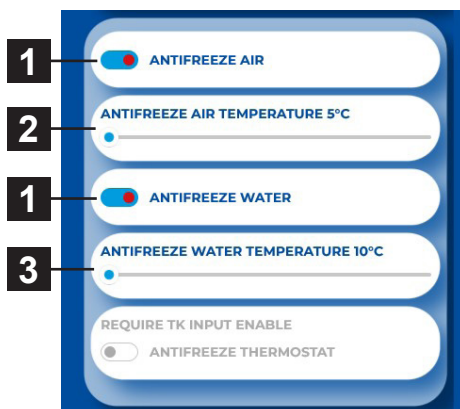 1 ANTIFREEZE AIR
2 ANTIFREEZE AIR TEMPERATURE 5°C
1 ANTIFREEZE WATER
3 ANTIFREEZE WATER TEMPERATURE 10°C
REQUIRE TK INPUT ENABLE
ANTIFREEZE THERMOSTAT